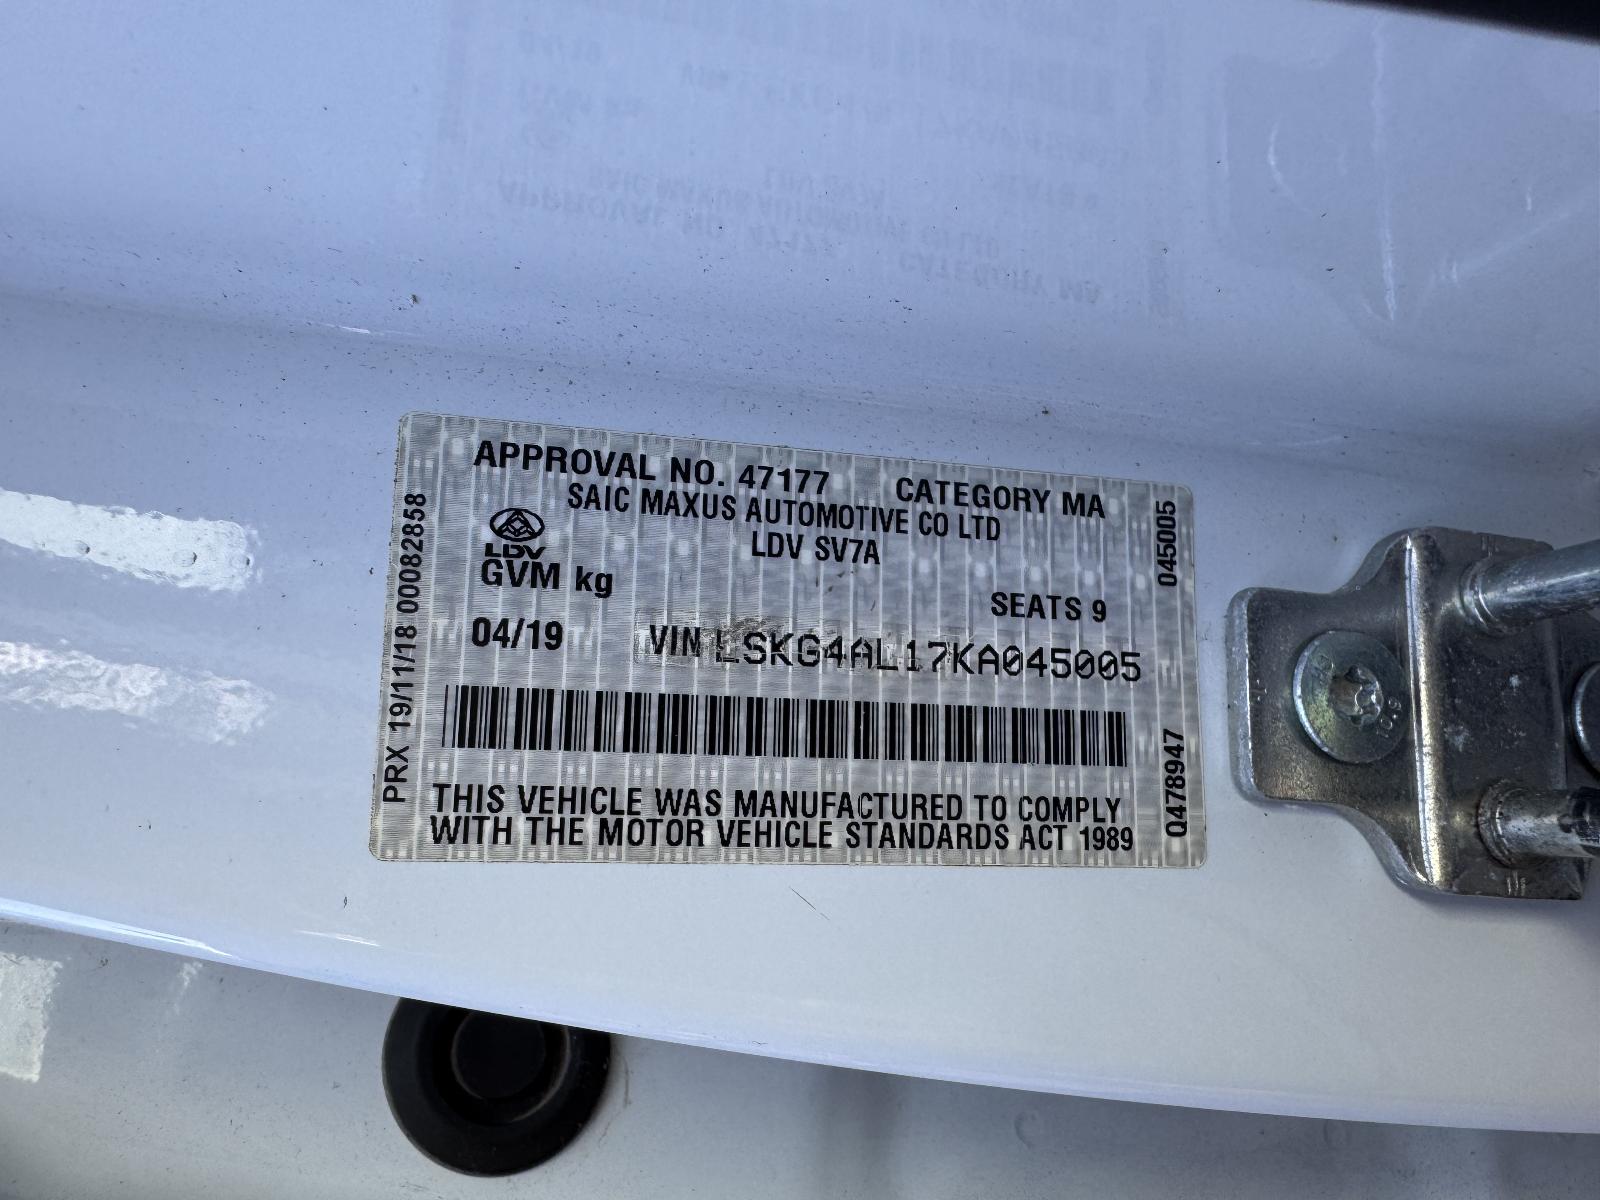 APPROVAL NO. 47177 CATEGORY MA
SAIC MAXUS AUTOMOTIVE CO LTD
LDV SV7A
LDV
GVM kg
SEATS 9
04/19
VIN LSKG4AL17KA045005
THIS VEHICLE WAS MANUFACTURED TO COMPLY
WITH THE MOTOR VEHICLE STANDARDS ACT 1989
PRX 19/11/18 00082858
045005
Q478947